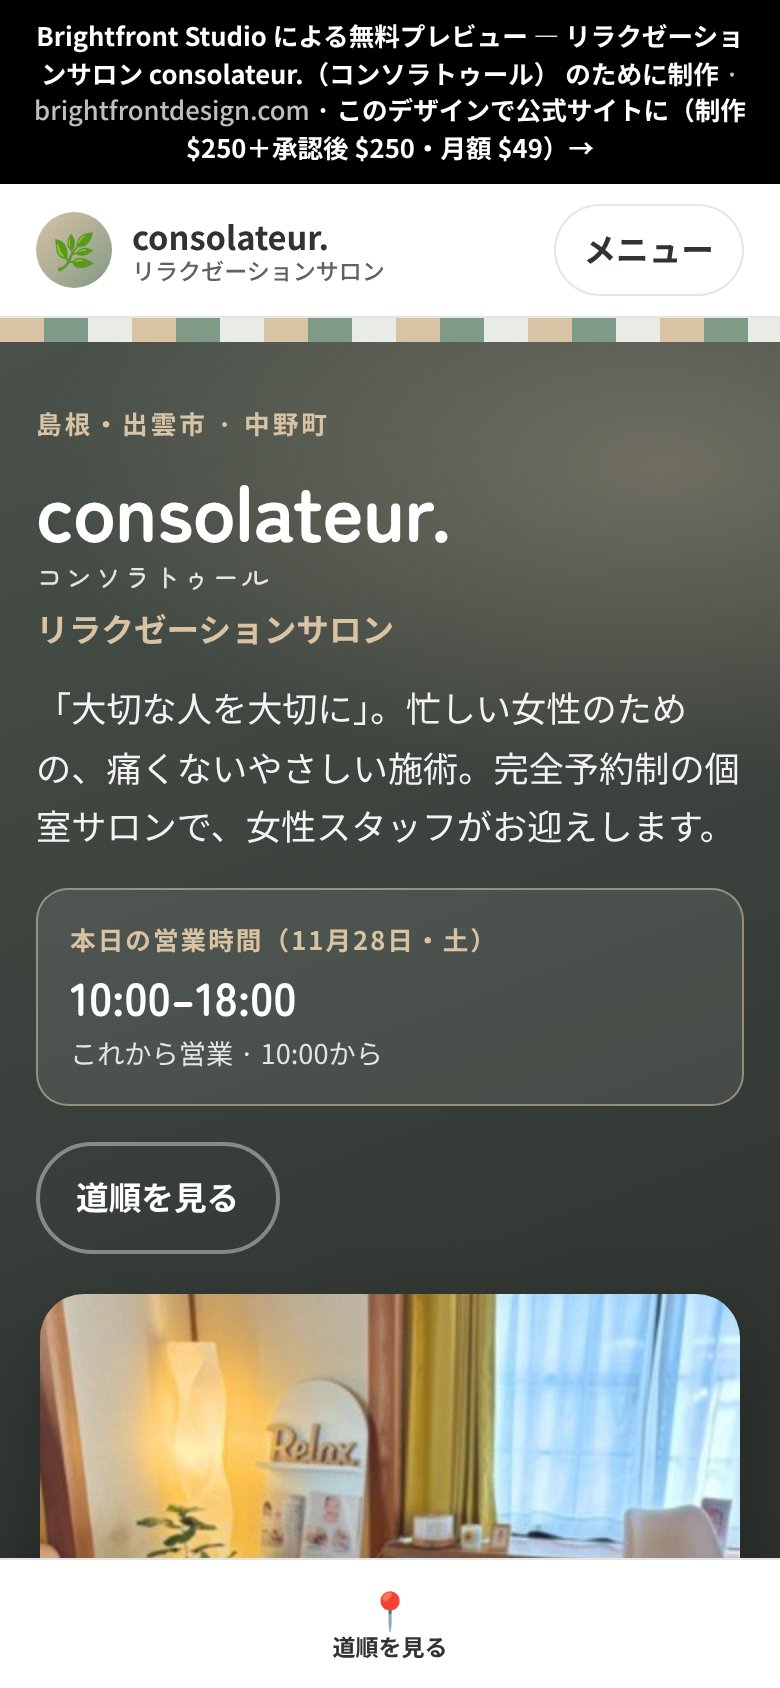 Brightfront Studio による無料プレビュー — リラクゼーショ
ンサロン consolateur.（コンソラトゥール） のために制作 ·
brightfrontdesign.com · このデザインで公式サイトに（制作
$250＋承認後 $250・月額 $49）→
consolateur.
リラクゼーションサロン
メニュー
島根・出雲市 · 中野町
consolateur.
コンソラトゥール
リラクゼーションサロン
「大切な人を大切に」。忙しい女性のため
の、痛くないやさしい施術。完全予約制の個
室サロンで、女性スタッフがお迎えします。
本日の営業時間（11月28日・土）
10:00–18:00
これから営業 · 10:00から
道順を見る
Relax
道順を見る